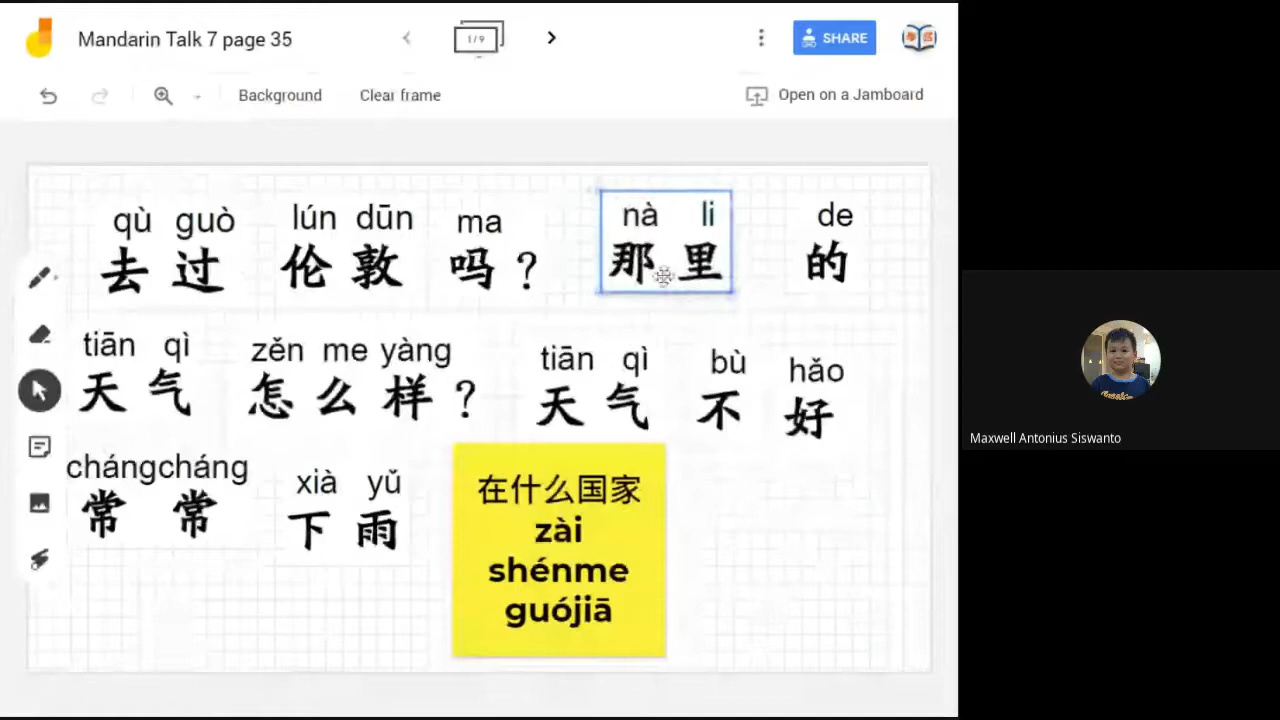 Mandarin Talk 7 page 35
1/9
SHARE
Background
Clear frame
Open on a Jamboard
qù guò lún dūn ma nà li de
去过 伦敦 吗？ 那里 的
tiān qì zěn me yàng tiān qì bù hǎo
天气 怎么样？ 天气 不 好
chángcháng xià yǔ
常常 下雨
在什么国家
zài
shénme
guójiā
Maxwell Antonius Siswanto